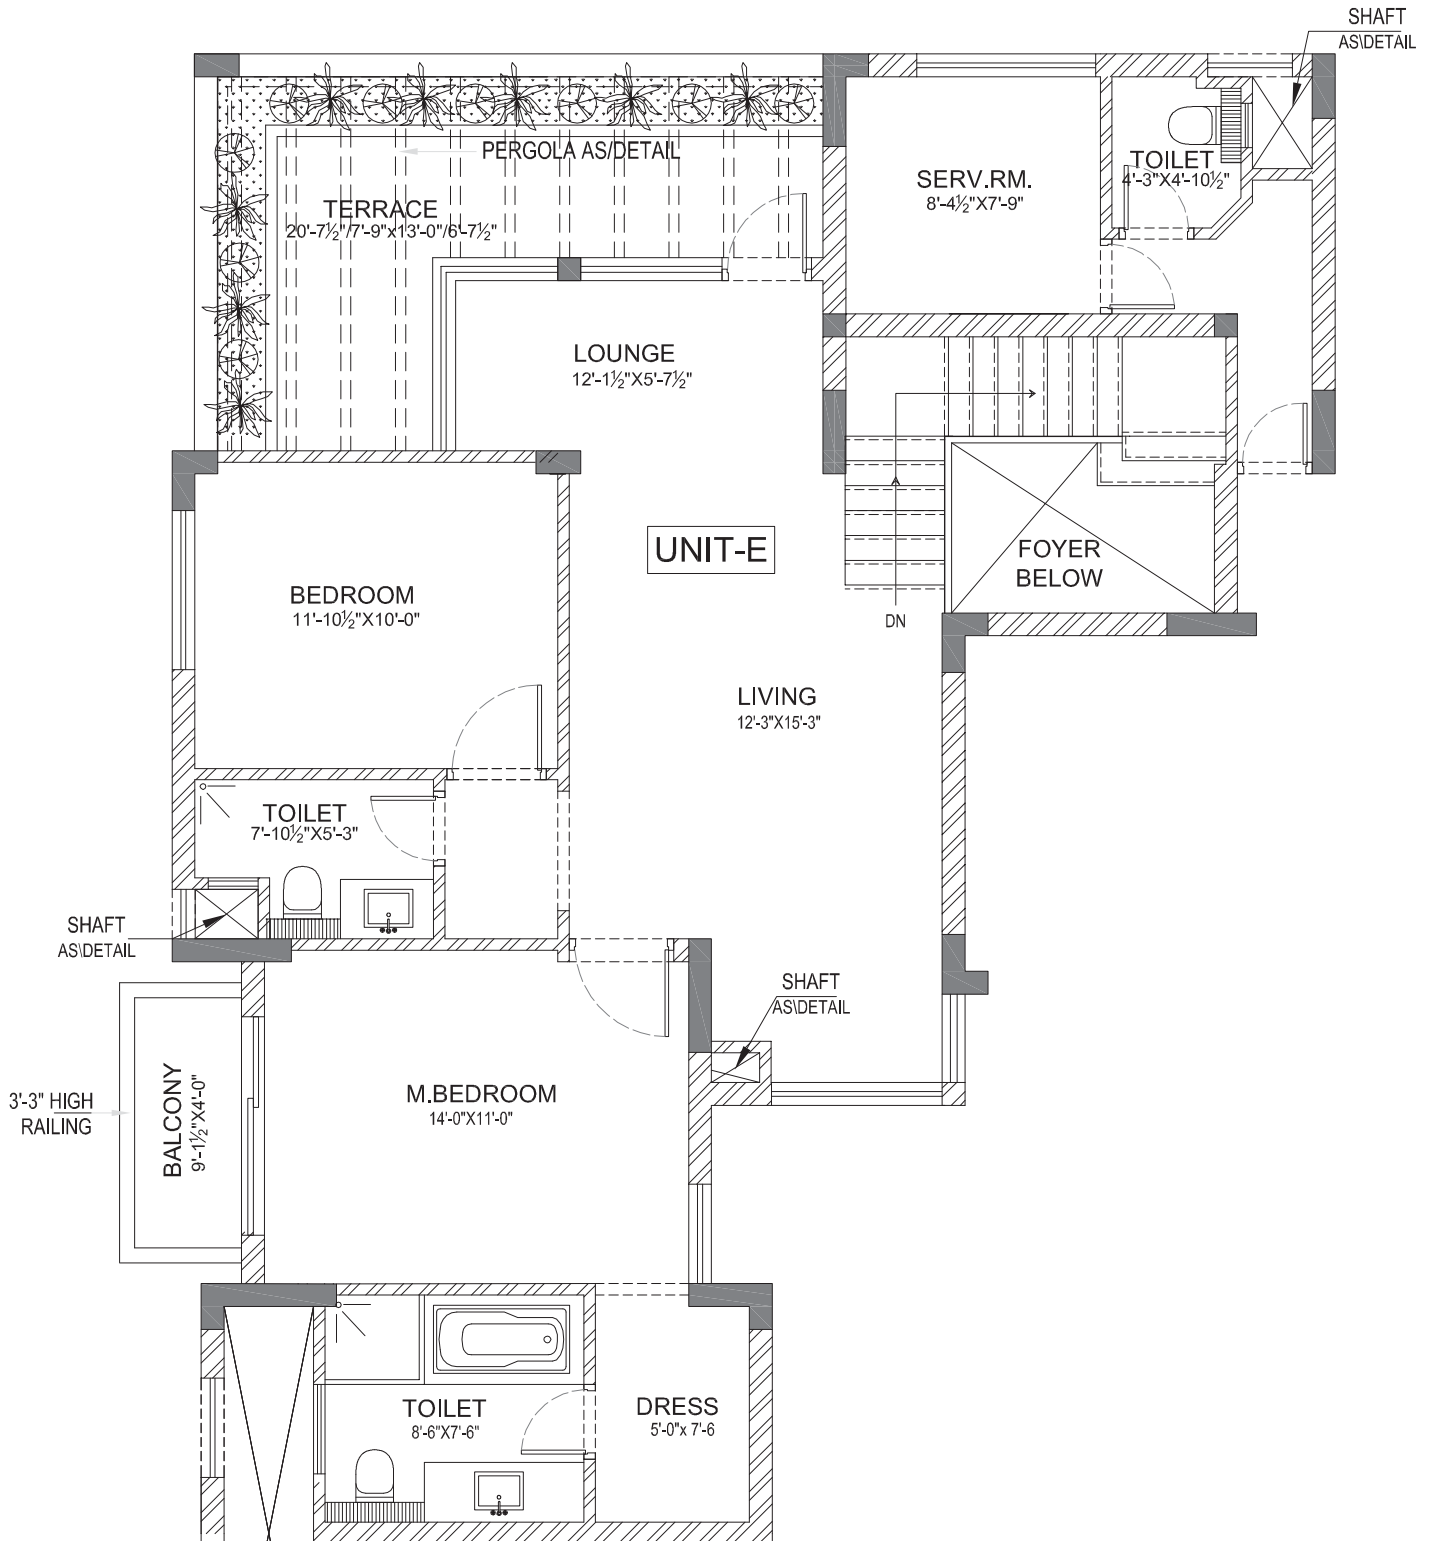 SHAFT
AS\DETAIL
PERGOLA AS/DETAIL
TERRACE
20'-7½"/7'-9"x13'-0"/6'-7½"
SERV.RM.
8'-4½"X7'-9"
TOILET
4'-3"X4'-10½"
LOUNGE
12'-1½"X5'-7½"
UNIT-E
FOYER
BELOW
DN
BEDROOM
11'-10½"X10'-0"
LIVING
12'-3"X15'-3"
TOILET
7'-10½"X5'-3"
SHAFT
AS\DETAIL
SHAFT
AS\DETAIL
3'-3" HIGH
RAILING
BALCONY
9'-1½"X4'-0"
M.BEDROOM
14'-0"X11'-0"
TOILET
8'-6"X7'-6"
DRESS
5'-0"x 7'-6